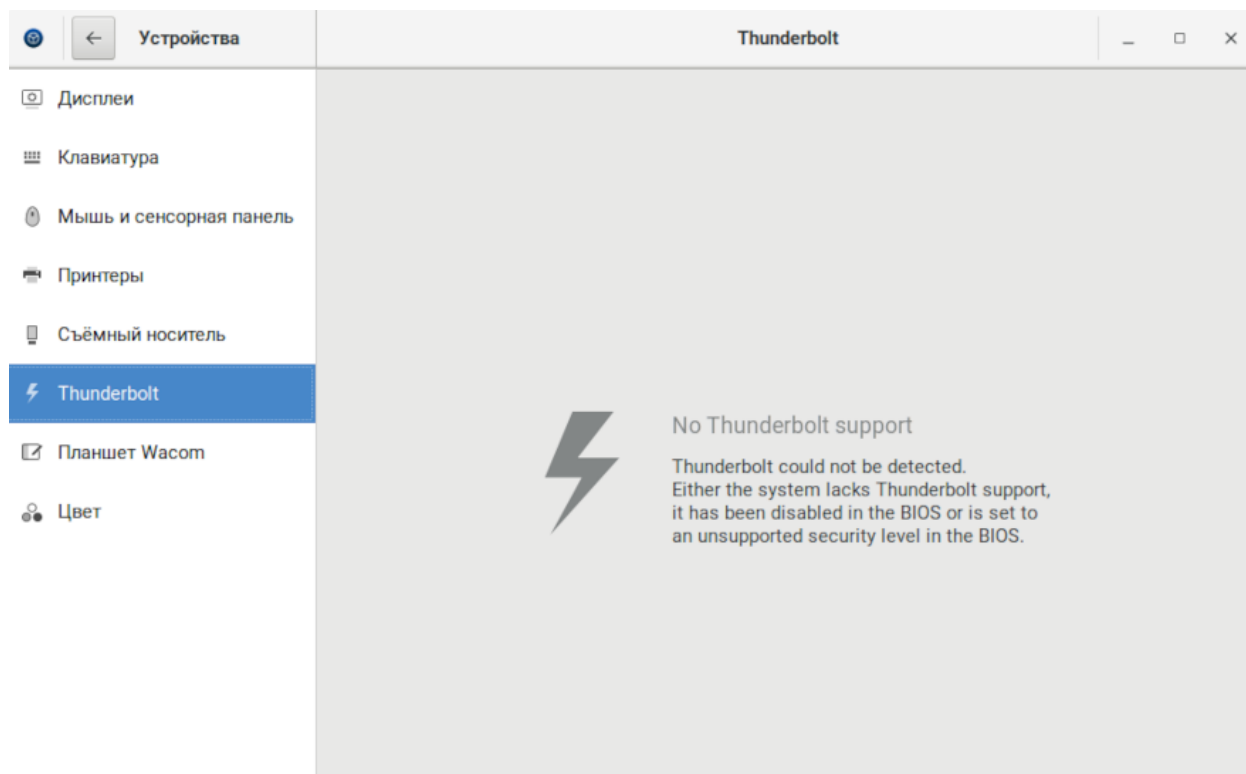 Устройства
Thunderbolt
Дисплеи
Клавиатура
Мышь и сенсорная панель
Принтеры
Съёмный носитель
Thunderbolt
Планшет Wacom
Цвет
No Thunderbolt support
Thunderbolt could not be detected.
Either the system lacks Thunderbolt support,
it has been disabled in the BIOS or is set to
an unsupported security level in the BIOS.